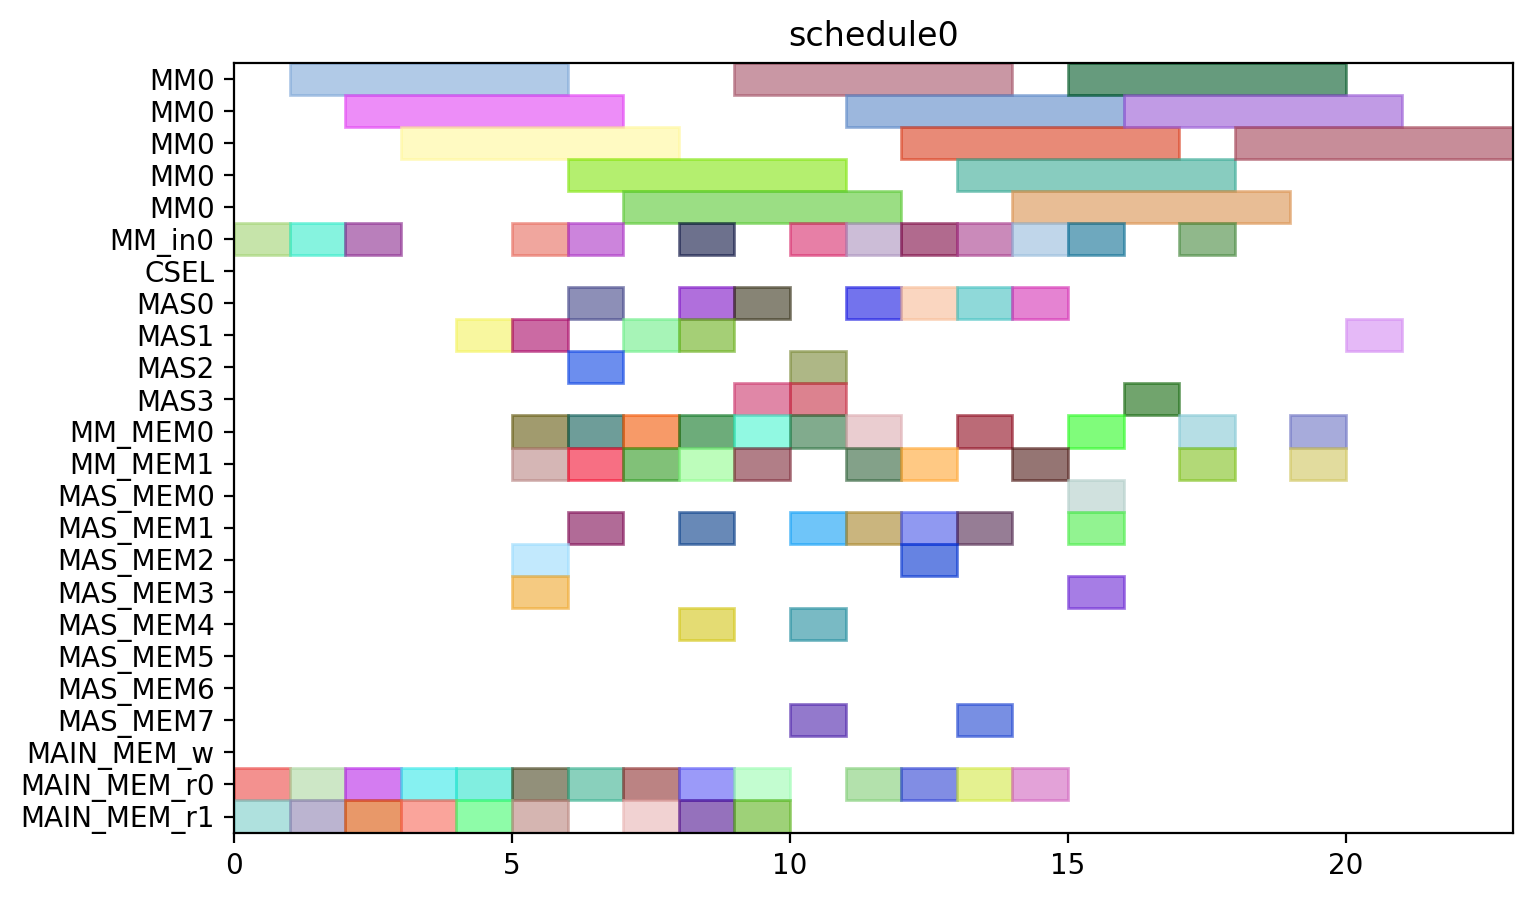 schedule0
MM0
MM0
MM0
MM0
MM0
MM_in0
CSEL
MAS0
MAS1
MAS2
MAS3
MM_MEM0
MM_MEM1
MAS_MEM0
MAS_MEM1
MAS_MEM2
MAS_MEM3
MAS_MEM4
MAS_MEM5
MAS_MEM6
MAS_MEM7
MAIN_MEM_w
MAIN_MEM_r0
MAIN_MEM_r1
0 5 10 15 20